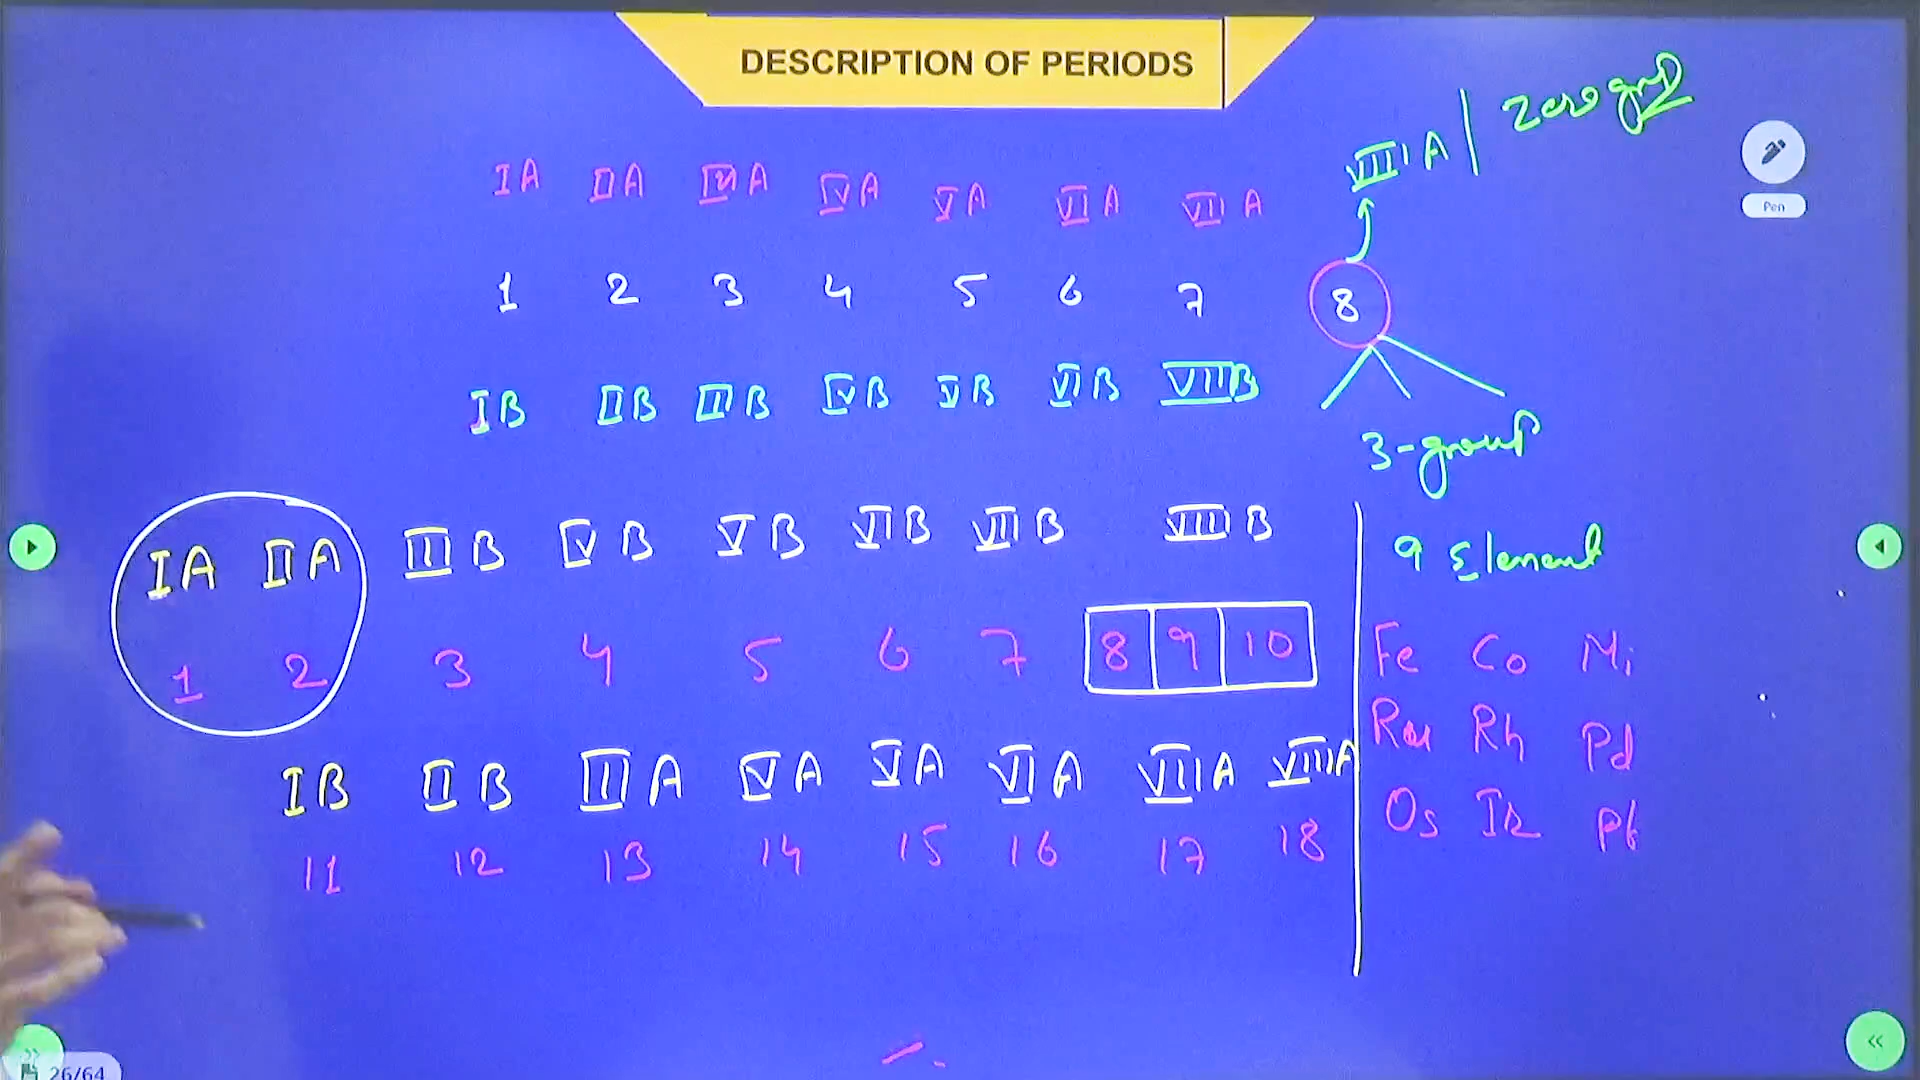 DESCRIPTION OF PERIODS
VIIIA | Zero group
IA IIA IIIA IVA VA VIA VIIA
Pen
1 2 3 4 5 6 7 8
IB IIB IIIB IVB VB VIB VIIB
3-group
IA IIA IIIB IVB VB VIB VIIB VIIIB
9 Element
1 2 3 4 5 6 7 8 9 10
Fe Co Ni
Ru Rh Pd
IB IIB IIIA IVA VA VIA VIIA VIIIA
Os Ir Pt
11 12 13 14 15 16 17 18
26/64